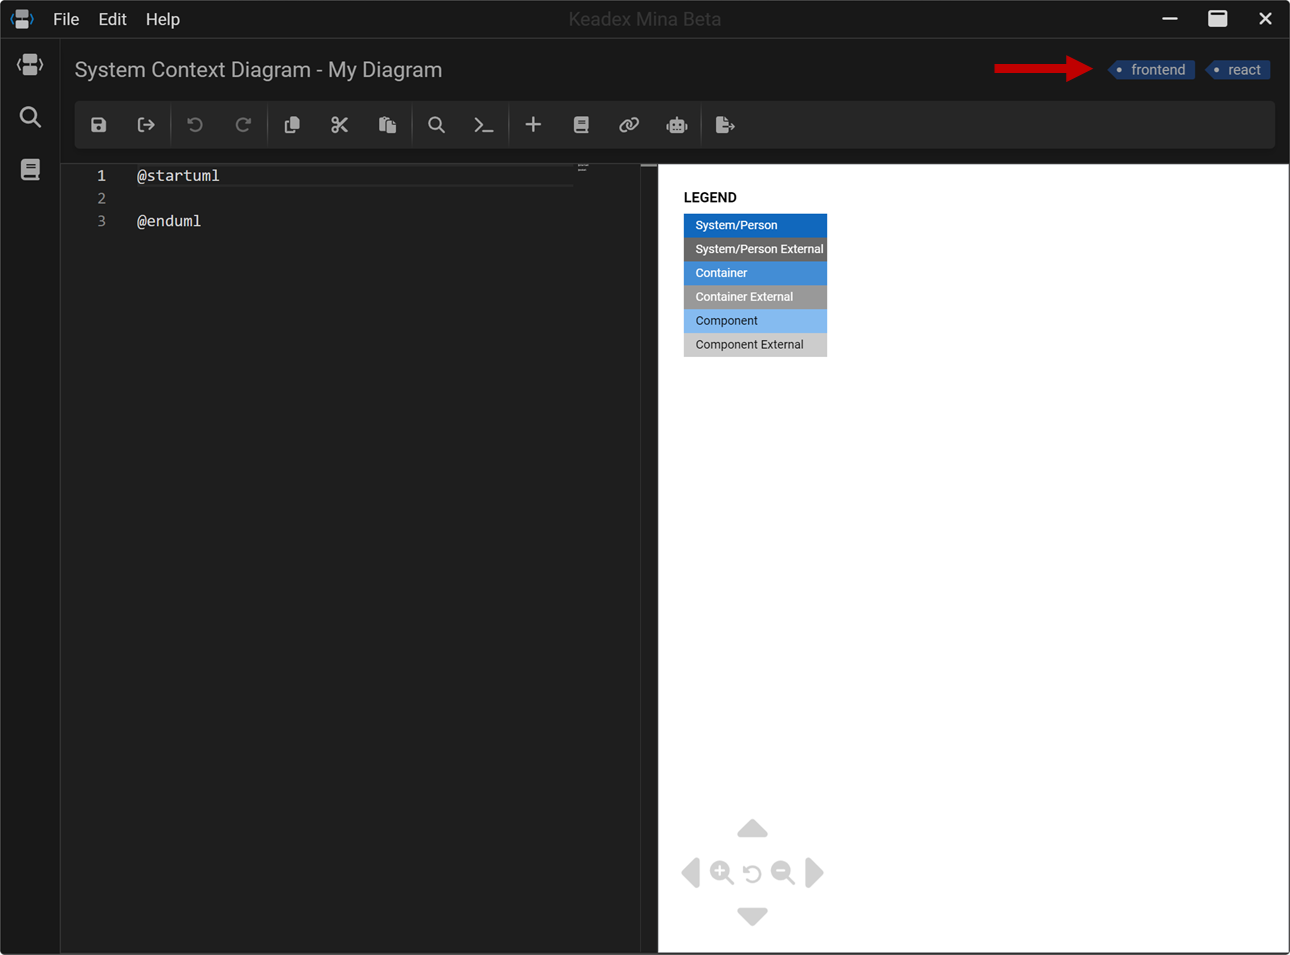 File Edit Help
Keadex Mina Beta
System Context Diagram - My Diagram
frontend
react
1 @startuml
2
3 @enduml
LEGEND
System/Person
System/Person External
Container
Container External
Component
Component External